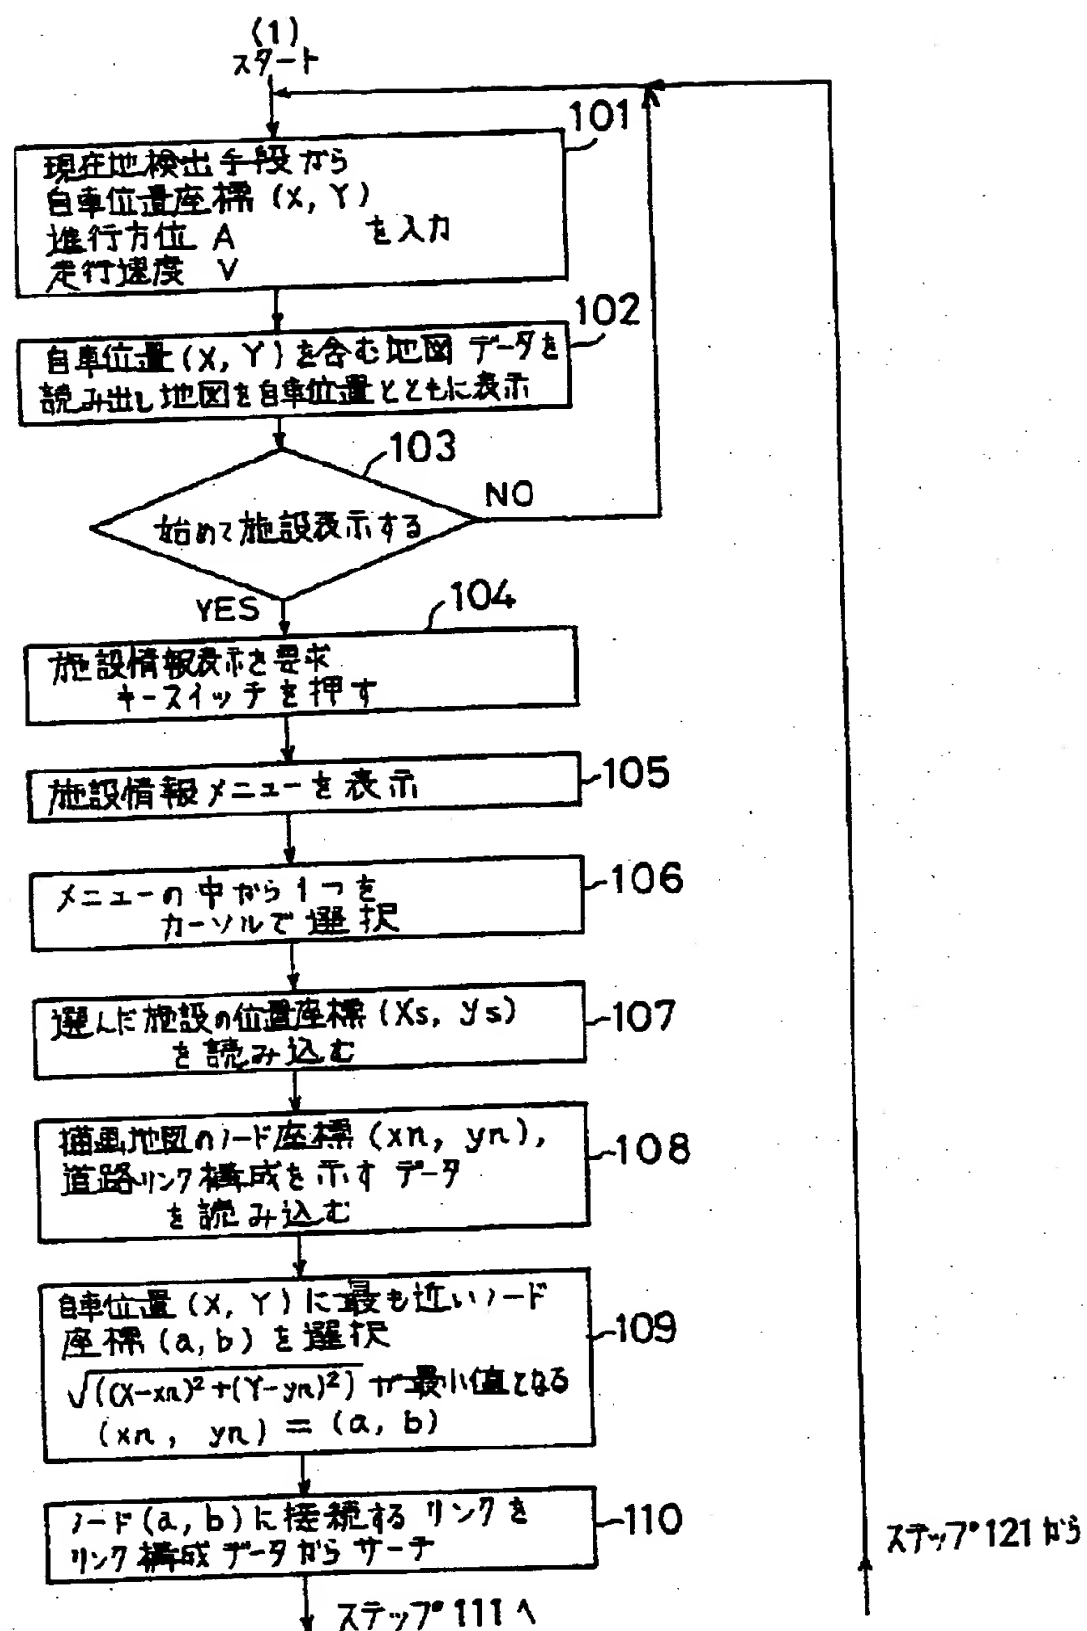 (1)
スタート
101
現在地検出手段から
自車位置座標 (X, Y)
進行方位 A を入力
走行速度 V
102
自車位置(X, Y)を含む地図データを
読み出し地図を自車位置とともに表示
103
始めて施設表示する
NO
YES
104
施設情報表示を要求
キースイッチを押す
105
施設情報メニューを表示
106
メニューの中から1つを
カーソルで選択
107
選んだ施設の位置座標 (Xs, Ys)
を読み込む
108
描画地図のノード座標 (xn, yn),
道路リンク構成を示すデータ
を読み込む
109
自車位置 (X, Y) に最も近いノード
座標 (a, b) を選択
√((X-xn)²+(Y-yn)²) が最小値となる
(xn, yn) = (a, b)
110
ノード(a, b)に接続するリンクを
リンク構成データからサーチ
ステップ121から
ステップ111へ